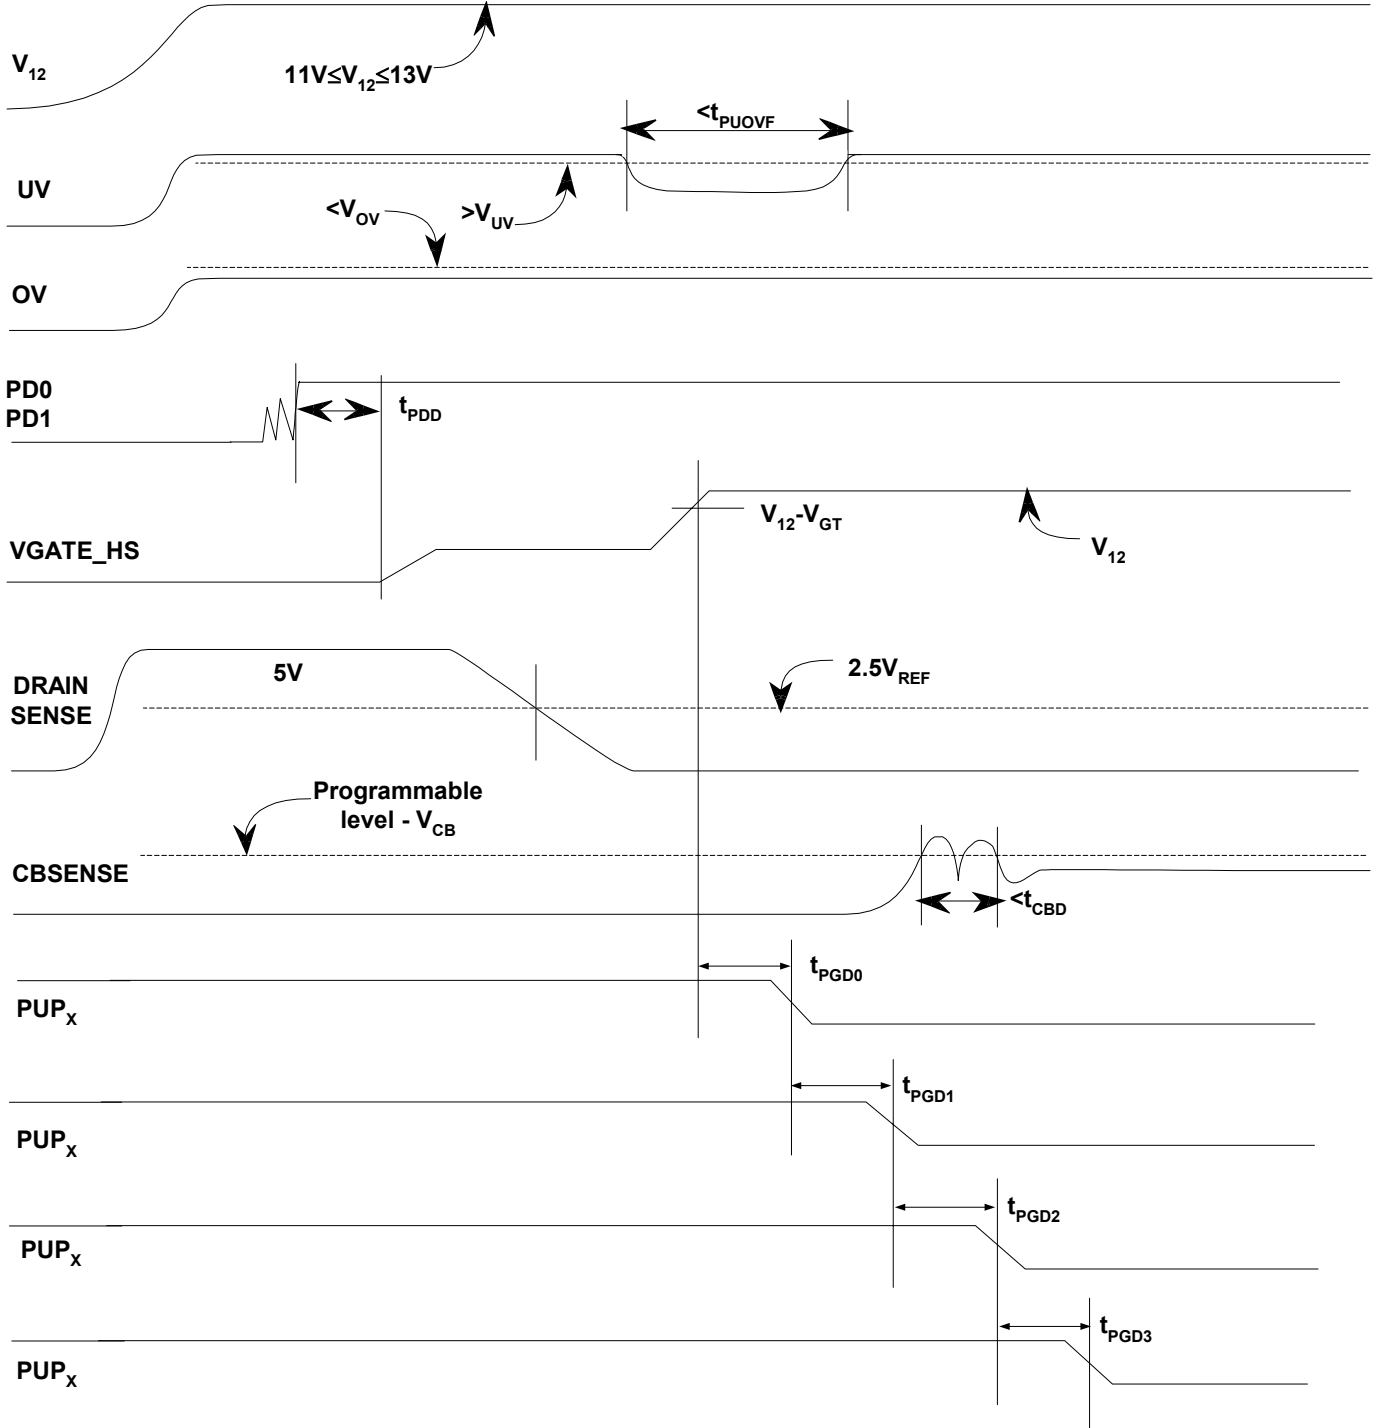 V12
11V≤V12≤13V
<tPUOVF
UV
<VOV
>VUV
OV
PD0
PD1
tPDD
V12-VGT
VGATE_HS
V12
5V
2.5VREF
DRAIN
SENSE
Programmable
level - VCB
CBSENSE
<tCBD
tPGD0
PUPX
tPGD1
PUPX
tPGD2
PUPX
tPGD3
PUPX